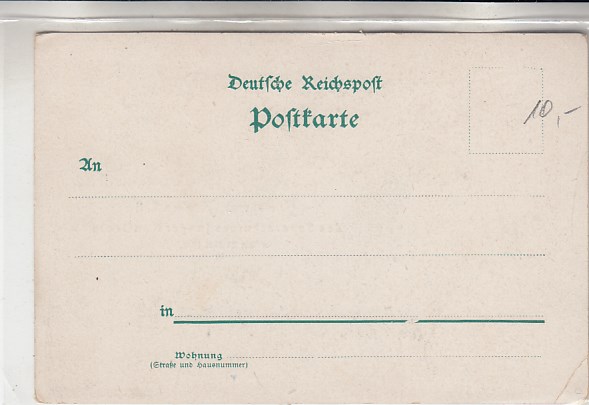 Deutsche Reichspost
Postkarte
10,-
An
in
Wohnung
(Straße und Hausnummer)